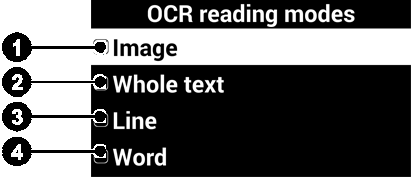 OCR reading modes
1 Image
2 Whole text
3 Line
4 Word